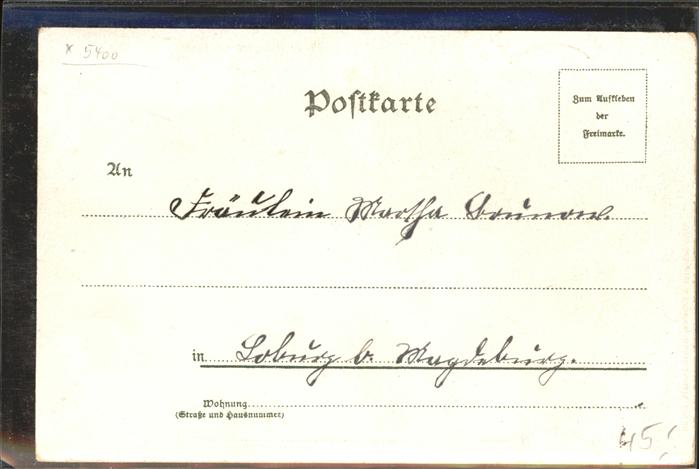 * 5400
Postkarte
Zum Aufkleben
der
Freimarke.
An
Fräulein Martha
in Loburg b. Magdeburg.
Wohnung
(Straße und Hausnummer)
45,-